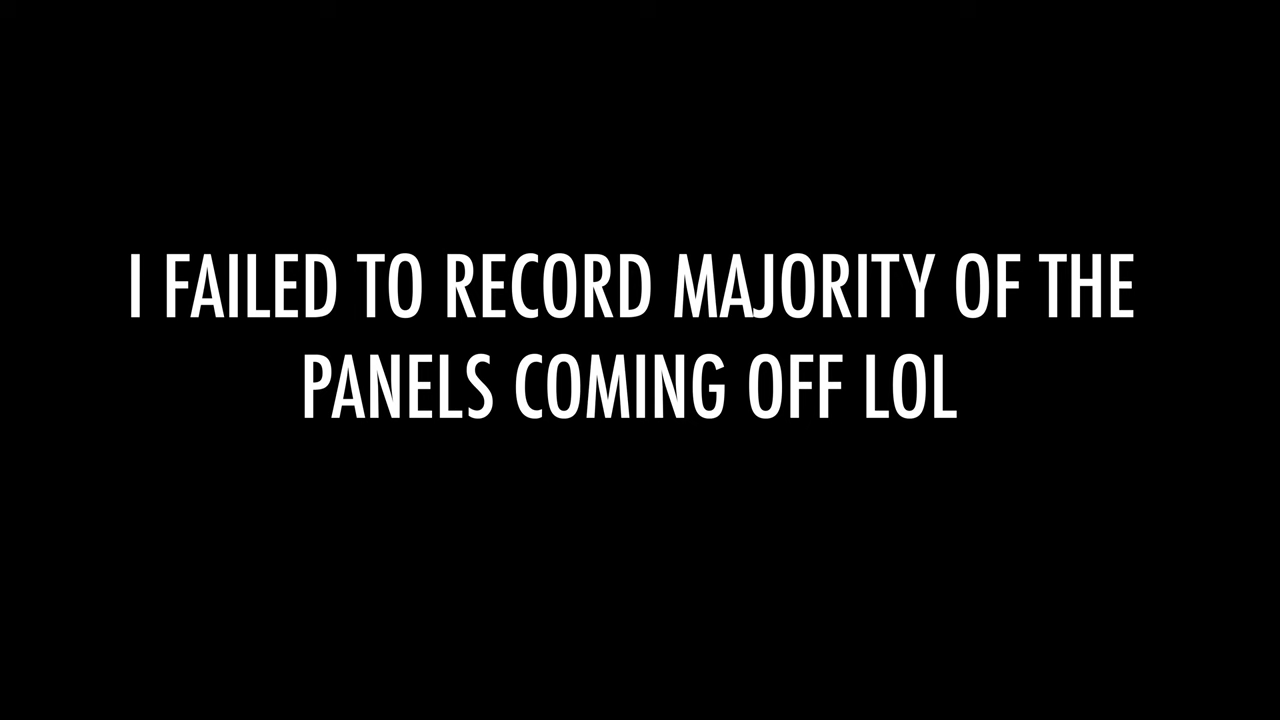 I FAILED TO RECORD MAJORITY OF THE
PANELS COMING OFF LOL